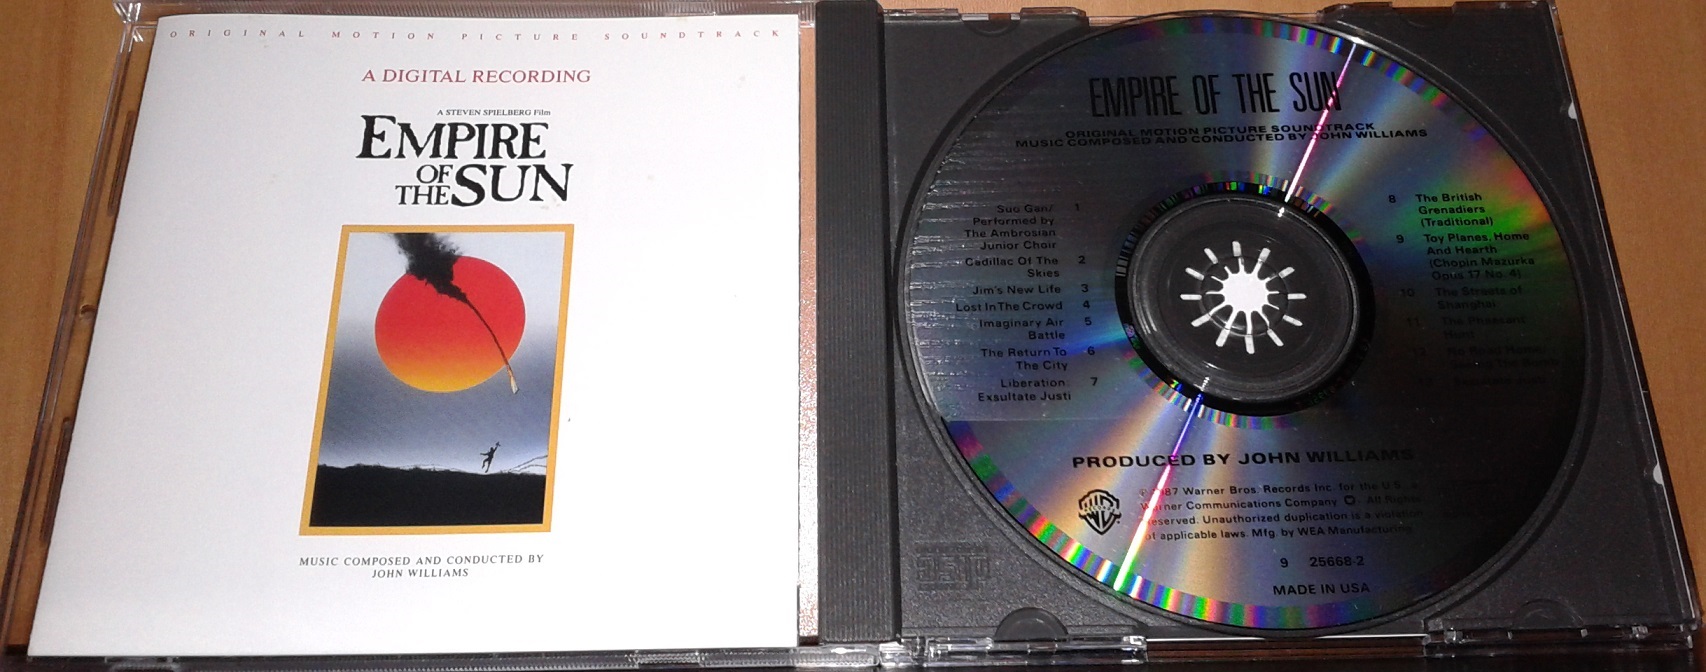 ORIGINAL MOTION PICTURE SOUNDTRACK
A DIGITAL RECORDING
A STEVEN SPIELBERG Film
EMPIRE
OF
THE SUN
MUSIC COMPOSED AND CONDUCTED BY
JOHN WILLIAMS
EMPIRE OF THE SUN
ORIGINAL MOTION PICTURE SOUNDTRACK
MUSIC COMPOSED AND CONDUCTED BY JOHN WILLIAMS
Suo Gan/ 1
Performed by
The Ambrosian
Junior Choir
Cadillac Of The 2
Skies
Jim's New Life 3
Lost In The Crowd 4
Imaginary Air 5
Battle
The Return To 6
The City
Liberation: 7
Exsultate Justi
8 The British
Grenadiers
(Traditional)
9 Toy Planes, Home
And Hearth
(Chopin Mazurka
Opus 17 No. 4)
10 The Streets of
Shanghai
11 The Pheasant
Hunt
PRODUCED BY JOHN WILLIAMS
Warner Bros. Records Inc. for the U.S.
Warner Communications Company. All Rights
Reserved. Unauthorized duplication is a violation
of applicable laws. Mfg. by WEA Manufacturing
9 25668-2
MADE IN USA